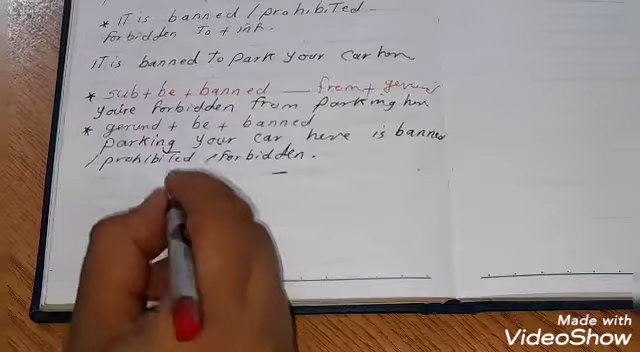 * iT is banned / prohibiTed
forbidden To + inf.
iT is banned To park your car here
* sub + be + banned __ from + gerund
you're forbidden from parking here
* gerund + be + banned
parking your car here is banned
/ prohibiTed / forbidden.
Made with
VideoShow